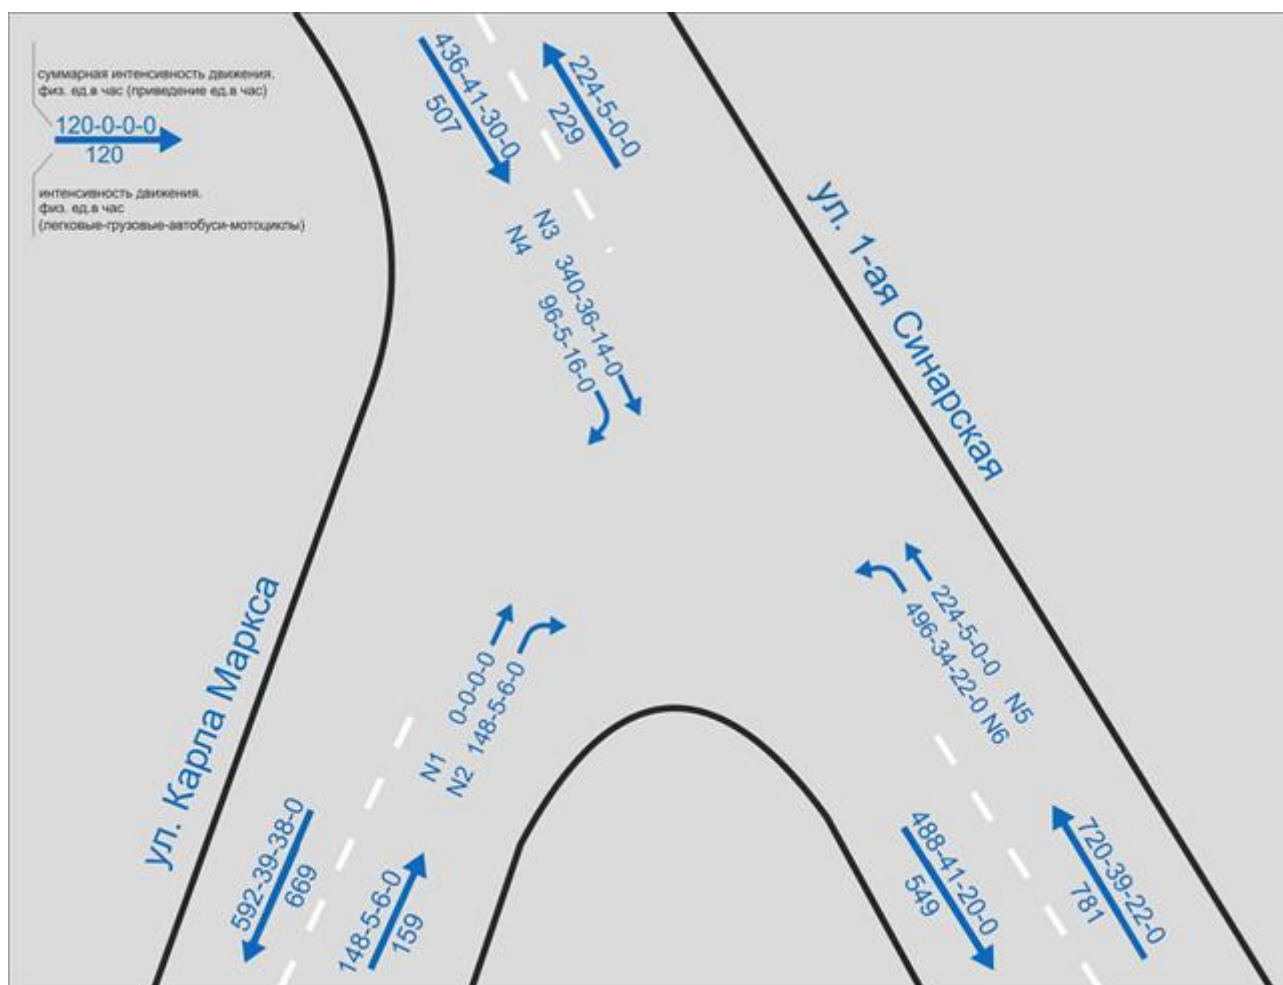 суммарная интенсивность движения.
физ. ед.в час (приведение ед.в час)
120-0-0-0
120
интенсивность движения.
физ. ед.в час
(легковые-грузовые-автобуси-мотоциклы)
436-41-30-0
507
224-5-0-0
229
N3 340-36-14-0
N4 96-5-16-0
ул. 1-ая Синарская
ул. Карла Маркса
N1 0-0-0-0
N2 148-5-6-0
224-5-0-0 N5
496-34-22-0 N6
592-39-38-0
669
148-5-6-0
159
488-41-20-0
549
720-39-22-0
781